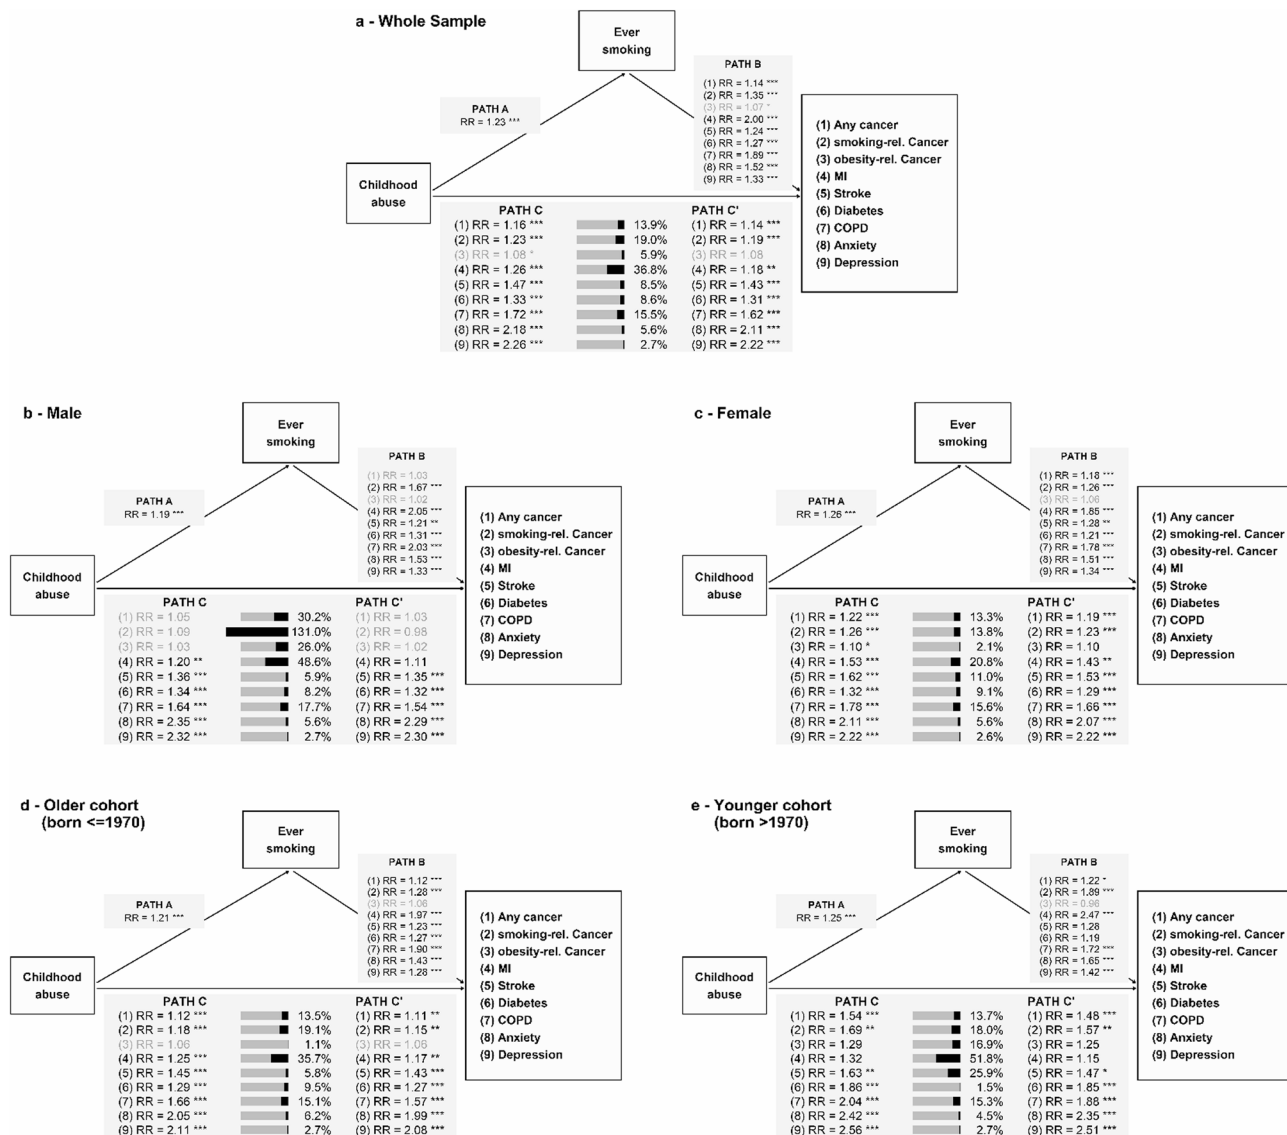 a - Whole Sample
Ever
smoking
PATH A
RR = 1.23 ***
PATH B
(1) RR = 1.14 ***
(2) RR = 1.35 ***
(3) RR = 1.07 *
(4) RR = 2.00 ***
(5) RR = 1.24 ***
(6) RR = 1.27 ***
(7) RR = 1.89 ***
(8) RR = 1.52 ***
(9) RR = 1.33 ***
Childhood
abuse
(1) Any cancer
(2) smoking-rel. Cancer
(3) obesity-rel. Cancer
(4) MI
(5) Stroke
(6) Diabetes
(7) COPD
(8) Anxiety
(9) Depression
PATH C PATH C'
(1) RR = 1.16 *** 13.9% (1) RR = 1.14 ***
(2) RR = 1.23 *** 19.0% (2) RR = 1.19 ***
(3) RR = 1.08 * 5.9% (3) RR = 1.08
(4) RR = 1.26 *** 36.8% (4) RR = 1.18 **
(5) RR = 1.47 *** 8.5% (5) RR = 1.43 ***
(6) RR = 1.33 *** 8.6% (6) RR = 1.31 ***
(7) RR = 1.72 *** 15.5% (7) RR = 1.62 ***
(8) RR = 2.18 *** 5.6% (8) RR = 2.11 ***
(9) RR = 2.26 *** 2.7% (9) RR = 2.22 ***
b - Male
Ever
smoking
PATH A
RR = 1.19 ***
PATH B
(1) RR = 1.03
(2) RR = 1.67 ***
(3) RR = 1.02
(4) RR = 2.05 ***
(5) RR = 1.21 **
(6) RR = 1.31 ***
(7) RR = 2.03 ***
(8) RR = 1.53 ***
(9) RR = 1.33 ***
Childhood
abuse
(1) Any cancer
(2) smoking-rel. Cancer
(3) obesity-rel. Cancer
(4) MI
(5) Stroke
(6) Diabetes
(7) COPD
(8) Anxiety
(9) Depression
PATH C PATH C'
(1) RR = 1.05 30.2% (1) RR = 1.03
(2) RR = 1.09 131.0% (2) RR = 0.98
(3) RR = 1.03 26.0% (3) RR = 1.02
(4) RR = 1.20 ** 48.6% (4) RR = 1.11
(5) RR = 1.36 *** 5.9% (5) RR = 1.35 ***
(6) RR = 1.34 *** 8.2% (6) RR = 1.32 ***
(7) RR = 1.64 *** 17.7% (7) RR = 1.54 ***
(8) RR = 2.35 *** 5.6% (8) RR = 2.29 ***
(9) RR = 2.32 *** 2.7% (9) RR = 2.30 ***
c - Female
Ever
smoking
PATH A
RR = 1.26 ***
PATH B
(1) RR = 1.18 ***
(2) RR = 1.26 ***
(3) RR = 1.06
(4) RR = 1.85 ***
(5) RR = 1.28 **
(6) RR = 1.21 ***
(7) RR = 1.78 ***
(8) RR = 1.51 ***
(9) RR = 1.34 ***
Childhood
abuse
(1) Any cancer
(2) smoking-rel. Cancer
(3) obesity-rel. Cancer
(4) MI
(5) Stroke
(6) Diabetes
(7) COPD
(8) Anxiety
(9) Depression
PATH C PATH C'
(1) RR = 1.22 *** 13.3% (1) RR = 1.19 ***
(2) RR = 1.26 *** 13.8% (2) RR = 1.23 ***
(3) RR = 1.10 * 2.1% (3) RR = 1.10
(4) RR = 1.53 *** 20.8% (4) RR = 1.43 **
(5) RR = 1.62 *** 11.0% (5) RR = 1.53 ***
(6) RR = 1.32 *** 9.1% (6) RR = 1.29 ***
(7) RR = 1.78 *** 15.6% (7) RR = 1.66 ***
(8) RR = 2.11 *** 5.6% (8) RR = 2.07 ***
(9) RR = 2.22 *** 2.6% (9) RR = 2.22 ***
d - Older cohort
(born <=1970)
Ever
smoking
PATH A
RR = 1.21 ***
PATH B
(1) RR = 1.12 ***
(2) RR = 1.28 ***
(3) RR = 1.06
(4) RR = 1.97 ***
(5) RR = 1.23 ***
(6) RR = 1.27 ***
(7) RR = 1.90 ***
(8) RR = 1.43 ***
(9) RR = 1.28 ***
Childhood
abuse
(1) Any cancer
(2) smoking-rel. Cancer
(3) obesity-rel. Cancer
(4) MI
(5) Stroke
(6) Diabetes
(7) COPD
(8) Anxiety
(9) Depression
PATH C PATH C'
(1) RR = 1.12 *** 13.5% (1) RR = 1.11 **
(2) RR = 1.18 *** 19.1% (2) RR = 1.15 **
(3) RR = 1.06 1.1% (3) RR = 1.06
(4) RR = 1.25 *** 35.7% (4) RR = 1.17 **
(5) RR = 1.45 *** 5.8% (5) RR = 1.43 ***
(6) RR = 1.29 *** 9.5% (6) RR = 1.27 ***
(7) RR = 1.66 *** 15.1% (7) RR = 1.57 ***
(8) RR = 2.05 *** 6.2% (8) RR = 1.99 ***
(9) RR = 2.11 *** 2.7% (9) RR = 2.08 ***
e - Younger cohort
(born >1970)
Ever
smoking
PATH A
RR = 1.25 ***
PATH B
(1) RR = 1.22 *
(2) RR = 1.89 ***
(3) RR = 0.96
(4) RR = 2.47 ***
(5) RR = 1.28
(6) RR = 1.19
(7) RR = 1.72 ***
(8) RR = 1.65 ***
(9) RR = 1.42 ***
Childhood
abuse
(1) Any cancer
(2) smoking-rel. Cancer
(3) obesity-rel. Cancer
(4) MI
(5) Stroke
(6) Diabetes
(7) COPD
(8) Anxiety
(9) Depression
PATH C PATH C'
(1) RR = 1.54 *** 13.7% (1) RR = 1.48 ***
(2) RR = 1.69 ** 18.0% (2) RR = 1.57 **
(3) RR = 1.29 16.9% (3) RR = 1.25
(4) RR = 1.32 51.8% (4) RR = 1.15
(5) RR = 1.63 ** 25.9% (5) RR = 1.47 *
(6) RR = 1.86 *** 1.5% (6) RR = 1.85 ***
(7) RR = 2.04 *** 15.3% (7) RR = 1.88 ***
(8) RR = 2.42 *** 4.5% (8) RR = 2.35 ***
(9) RR = 2.56 *** 2.7% (9) RR = 2.51 ***